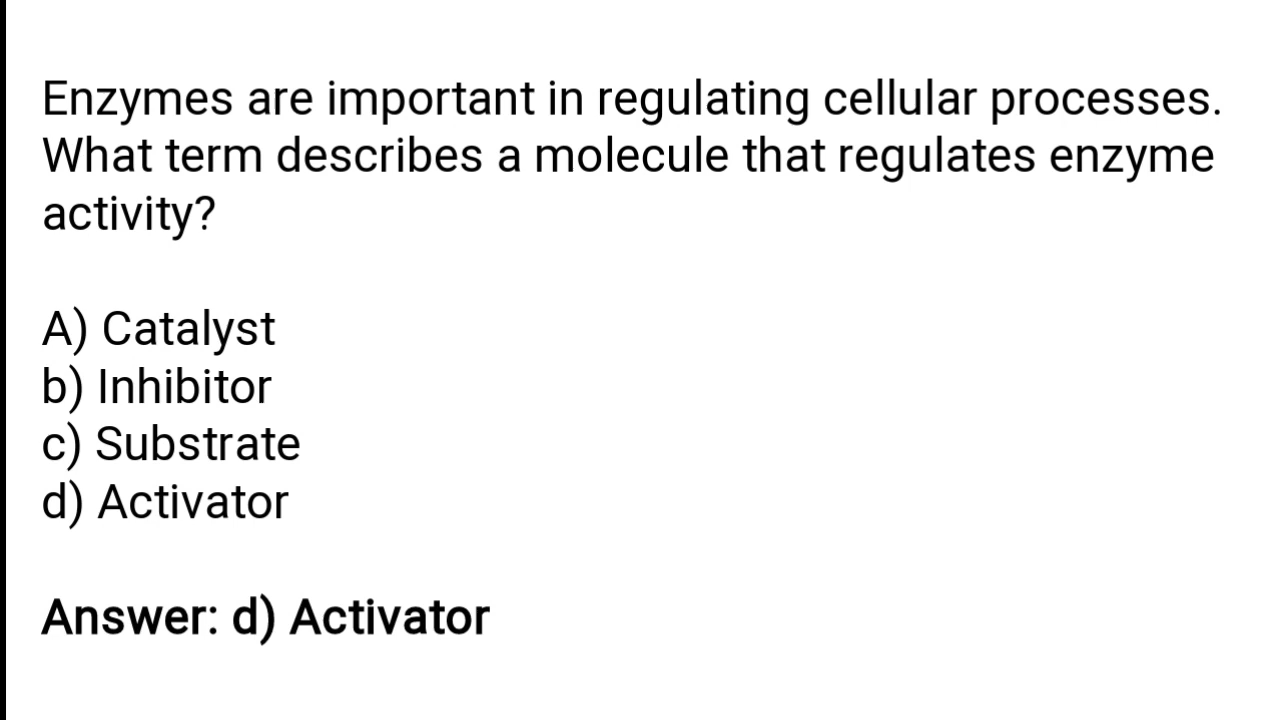 Enzymes are important in regulating cellular processes.
What term describes a molecule that regulates enzyme
activity?
A) Catalyst
b) Inhibitor
c) Substrate
d) Activator
Answer: d) Activator